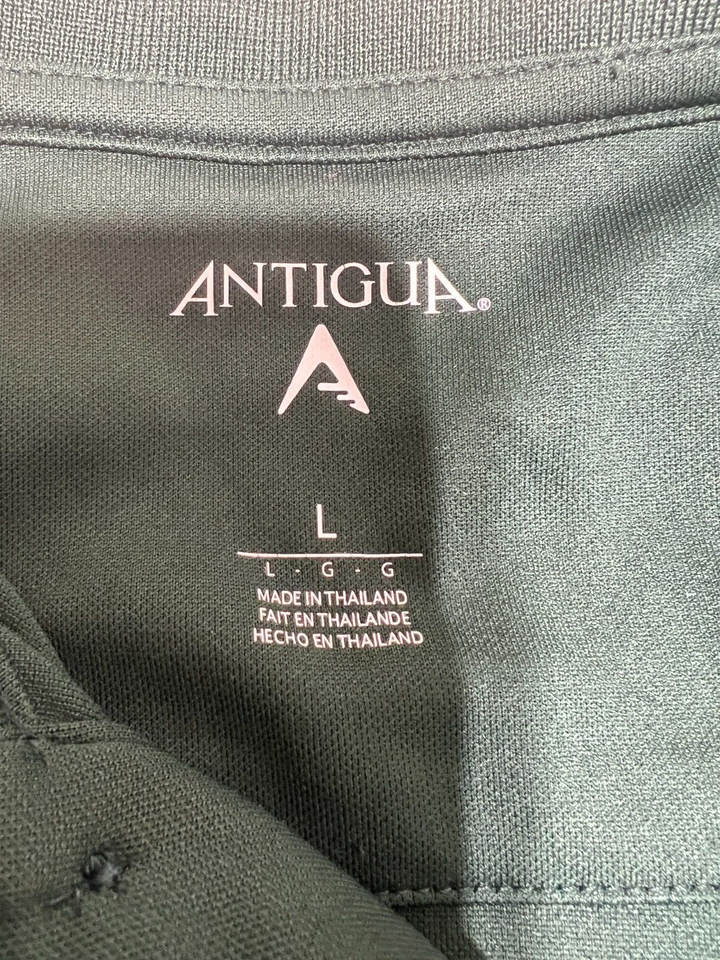 ANTIGUA®
L
L - G - G
MADE IN THAILAND
FAIT EN THAILANDE
HECHO EN THAILAND